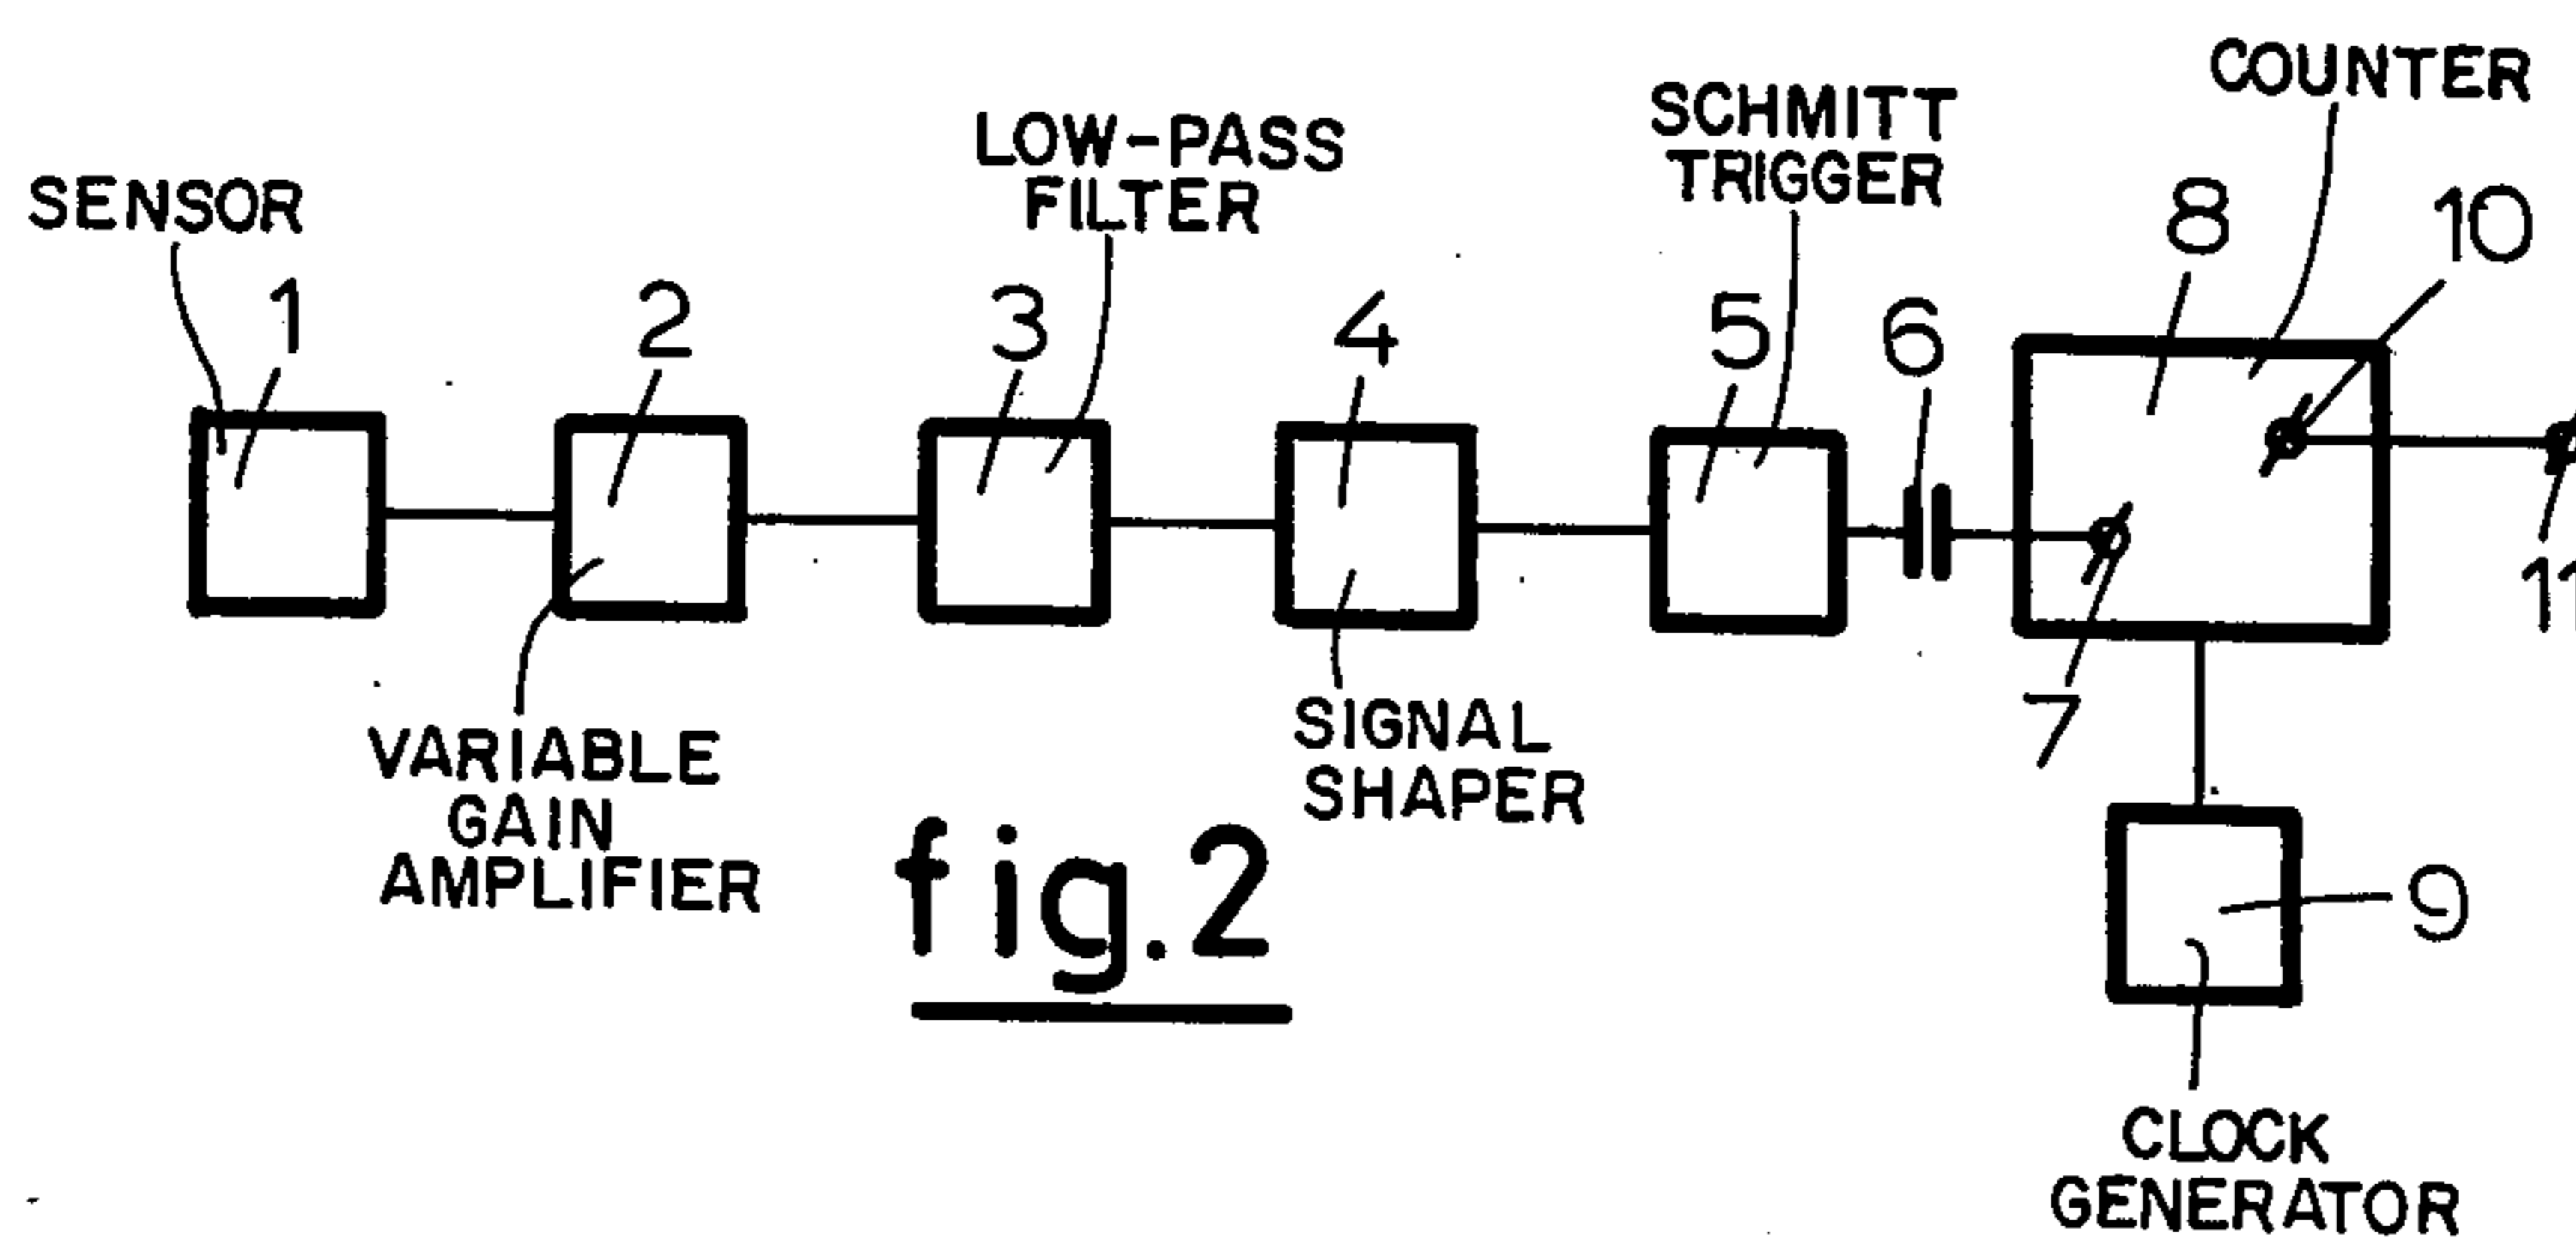 SENSOR
1
2
LOW-PASS
FILTER
3
4
SCHMITT
TRIGGER
5
6
COUNTER
8
10
11
7
VARIABLE
GAIN
AMPLIFIER
SIGNAL
SHAPER
9
CLOCK
GENERATOR
fig.2